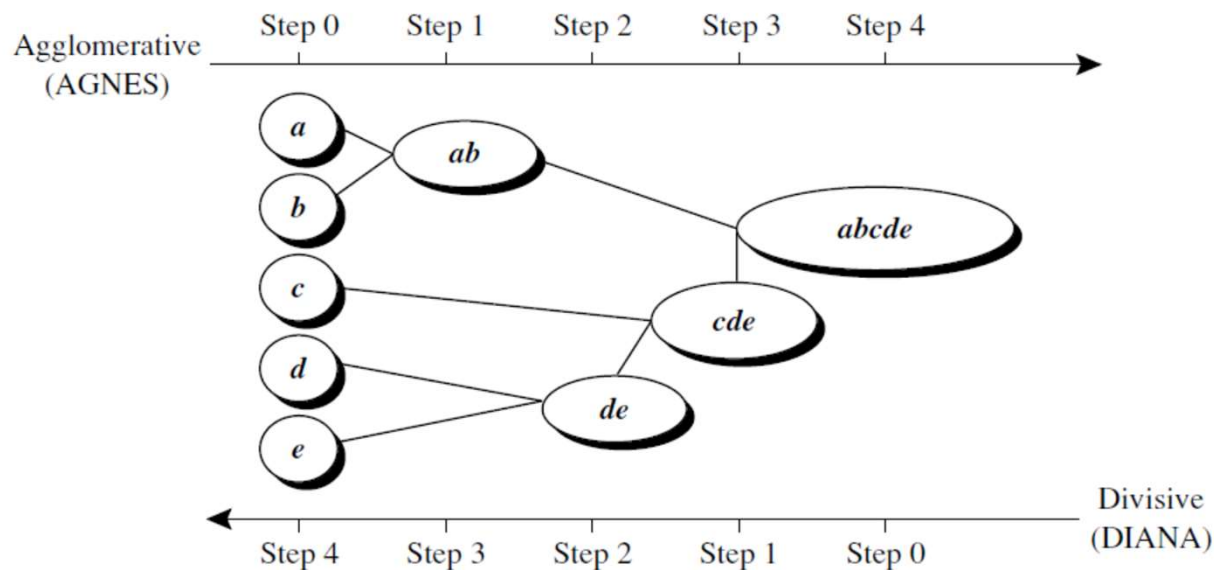 Step 0 Step 1 Step 2 Step 3 Step 4
Agglomerative
(AGNES)
a
ab
b
abcde
c
cde
d
de
e
Divisive
(DIANA)
Step 4 Step 3 Step 2 Step 1 Step 0